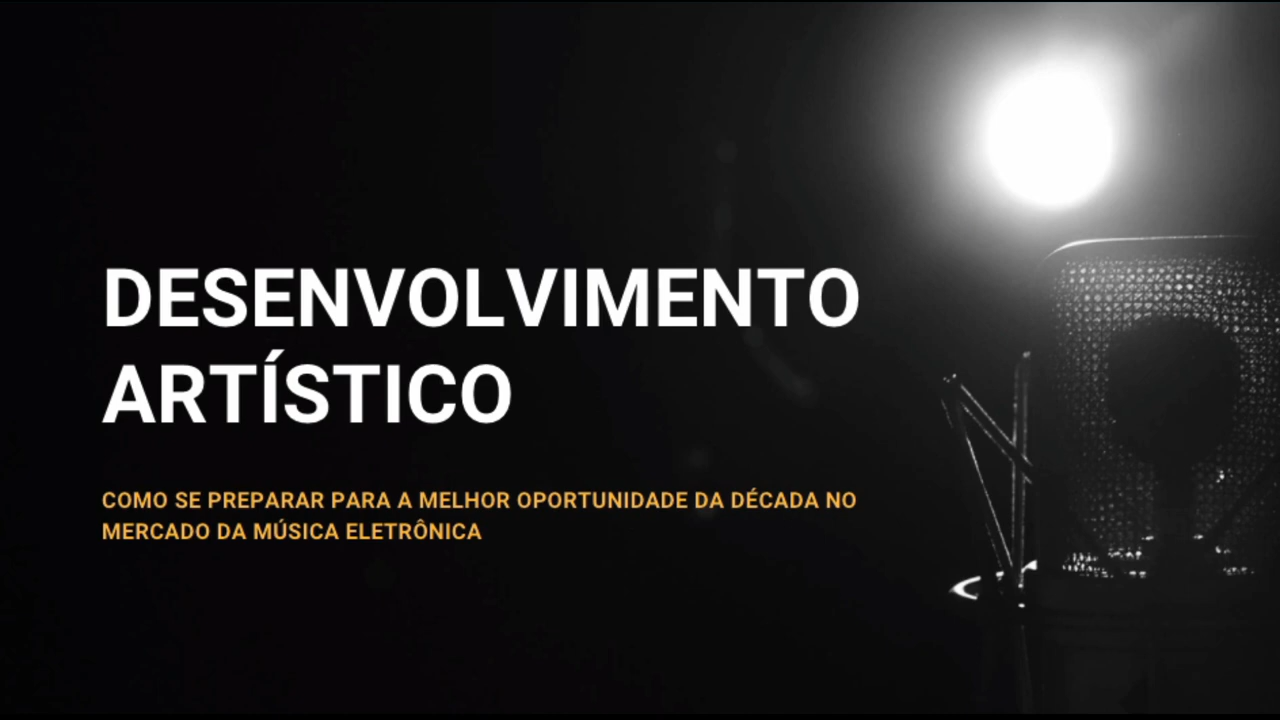 DESENVOLVIMENTO
ARTÍSTICO
COMO SE PREPARAR PARA A MELHOR OPORTUNIDADE DA DÉCADA NO
MERCADO DA MÚSICA ELETRÔNICA